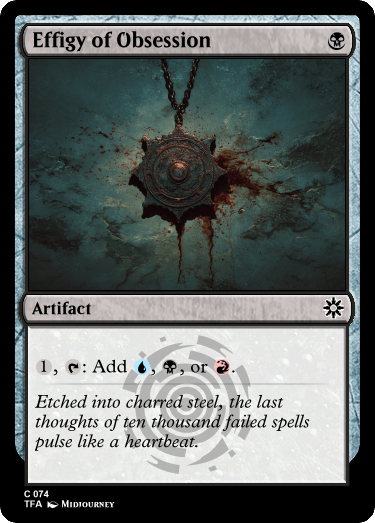 Effigy of Obsession
Artifact
1, : Add , , or .
Etched into charred steel, the last
thoughts of ten thousand failed spells
pulse like a heartbeat.
C 074
TFA Midjourney